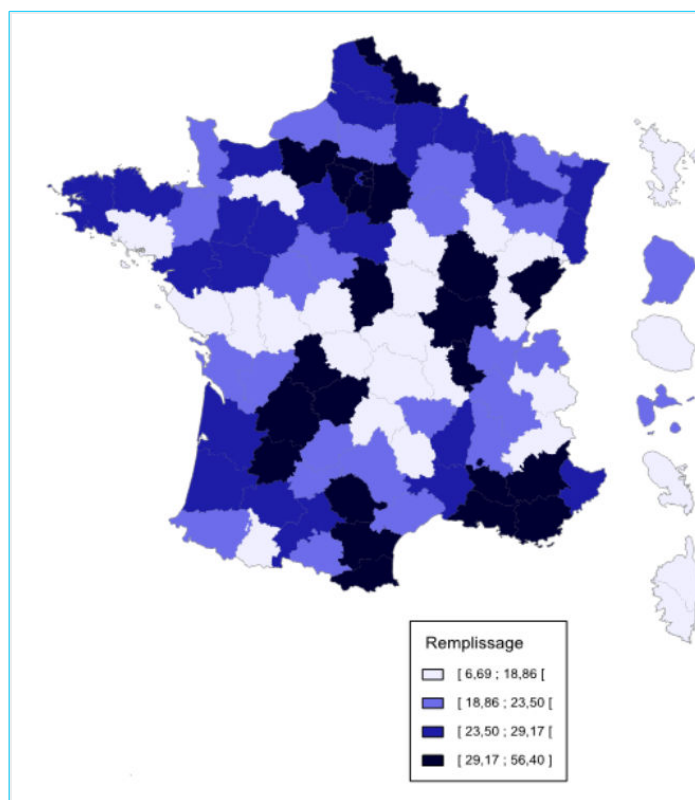 Remplissage
[ 6,69 ; 18,86 [
[ 18,86 ; 23,50 [
[ 23,50 ; 29,17 [
[ 29,17 ; 56,40 ]